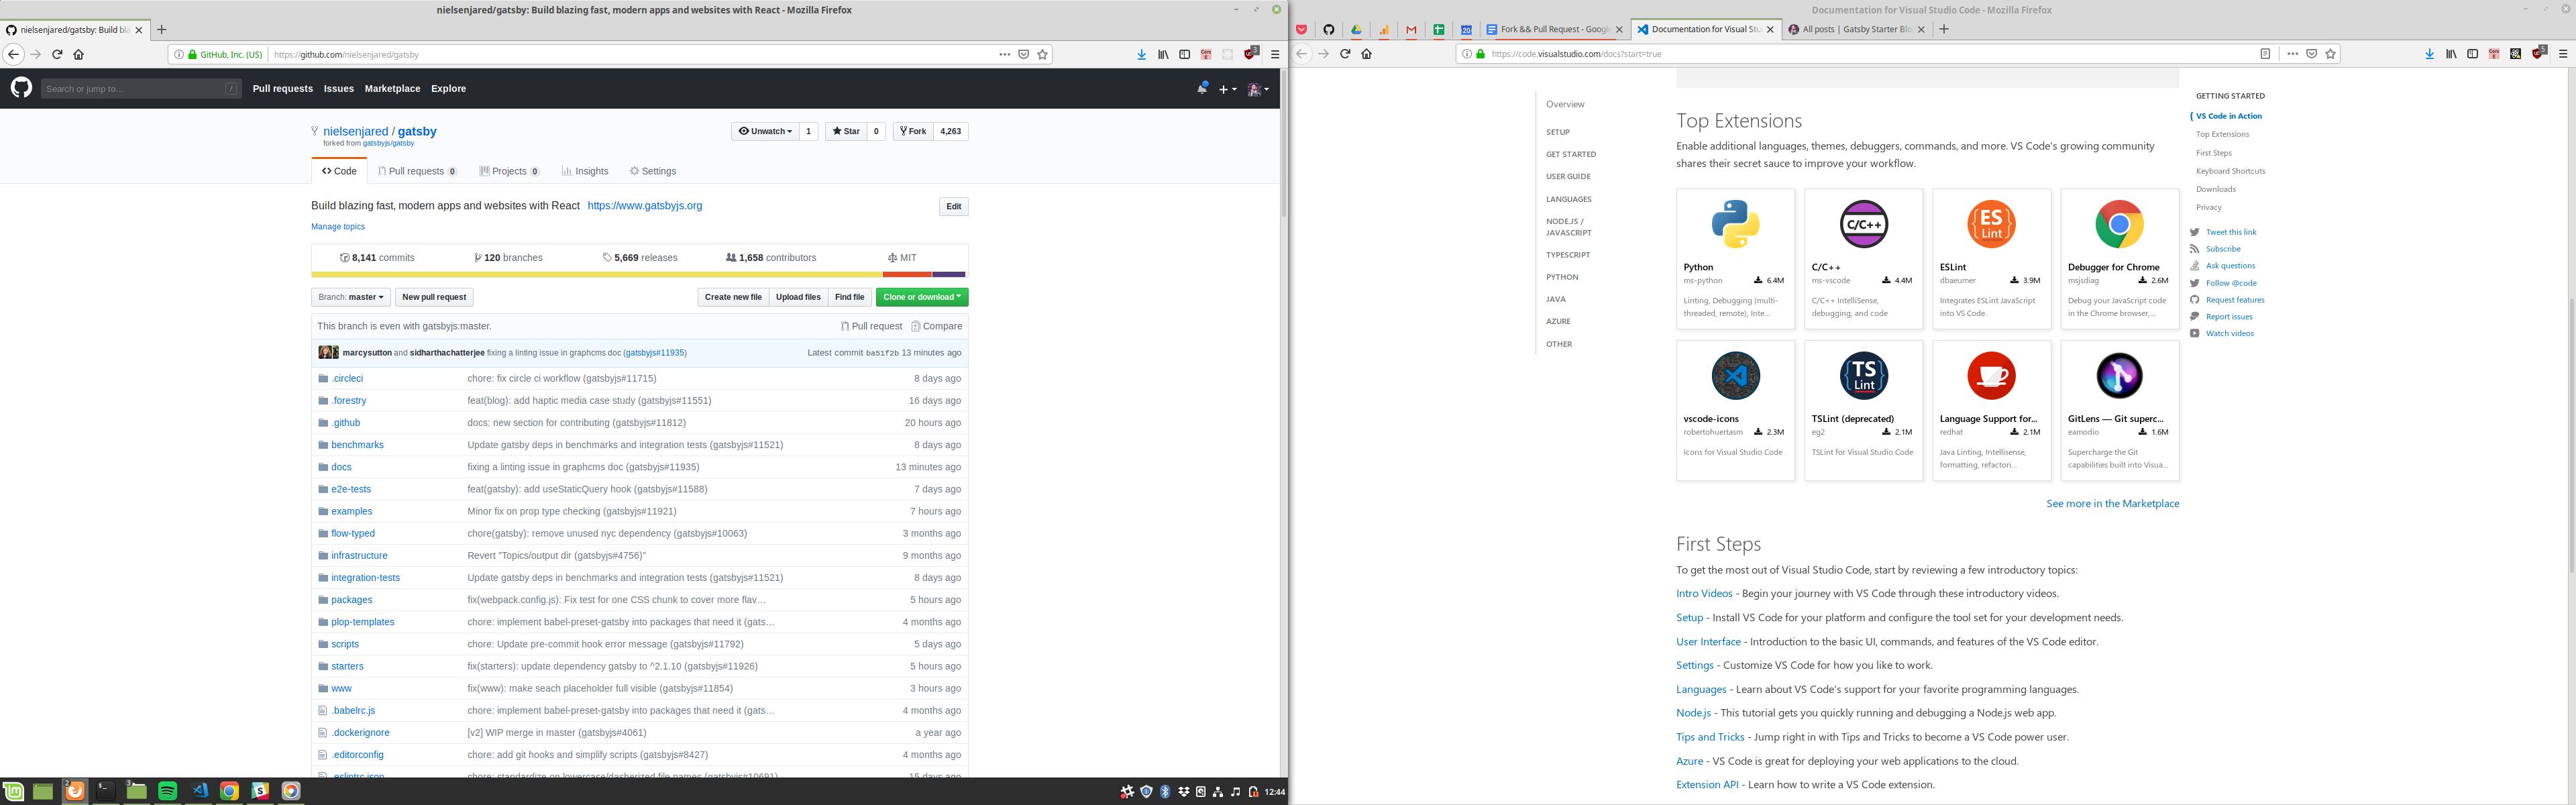 nielsenjared/gatsby: Build blazing fast, modern apps and websites with React - Mozilla Firefox
nielsenjared/gatsby: Build bla
GitHub, Inc. (US)
https://github.com/nielsenjared/gatsby
3
Search or jump to...
/
Pull requests
Issues
Marketplace
Explore
nielsenjared / gatsby
forked from gatsbyjs/gatsby
Unwatch 1
Star 0
Fork 4,263
Code
Pull requests 0
Projects 0
Insights
Settings
Build blazing fast, modern apps and websites with React https://www.gatsbyjs.org
Edit
Manage topics
8,141 commits
120 branches
5,669 releases
1,658 contributors
MIT
Branch: master
New pull request
Create new file
Upload files
Find file
Clone or download
This branch is even with gatsbyjs:master.
Pull request
Compare
marcysutton and sidharthachatterjee fixing a linting issue in graphcms doc (gatsbyjs#11935)
Latest commit ba51f2b 13 minutes ago
.circleci chore: fix circle ci workflow (gatsbyjs#11715) 8 days ago
.forestry feat(blog): add haptic media case study (gatsbyjs#11551) 16 days ago
.github docs: new section for contributing (gatsbyjs#11812) 20 hours ago
benchmarks Update gatsby deps in benchmarks and integration tests (gatsbyjs#11521) 8 days ago
docs fixing a linting issue in graphcms doc (gatsbyjs#11935) 13 minutes ago
e2e-tests feat(gatsby): add useStaticQuery hook (gatsbyjs#11588) 7 days ago
examples Minor fix on prop type checking (gatsbyjs#11921) 7 hours ago
flow-typed chore(gatsby): remove unused nyc dependency (gatsbyjs#10063) 3 months ago
infrastructure Revert "Topics/output dir (gatsbyjs#4756)" 9 months ago
integration-tests Update gatsby deps in benchmarks and integration tests (gatsbyjs#11521) 8 days ago
packages fix(webpack.config.js): Fix test for one CSS chunk to cover more flav... 5 hours ago
plop-templates chore: implement babel-preset-gatsby into packages that need it (gats... 4 months ago
scripts chore: Update pre-commit hook error message (gatsbyjs#11792) 5 days ago
starters fix(starters): update dependency gatsby to ^2.1.10 (gatsbyjs#11926) 5 hours ago
www fix(www): make seach placeholder full visible (gatsbyjs#11854) 3 hours ago
.babelrc.js chore: implement babel-preset-gatsby into packages that need it (gats... 4 months ago
.dockerignore [v2] WIP merge in master (gatsbyjs#4061) a year ago
.editorconfig chore: add git hooks and simplify scripts (gatsbyjs#8427) 4 months ago
.eslintrc.json chore: standardize on lowercase/dasherized file names (gatsbyjs#10691) 15 days ago
2
3
12:44
Documentation for Visual Studio Code - Mozilla Firefox
20
Fork && Pull Request - Google
Documentation for Visual Stu
All posts | Gatsby Starter Blo
https://code.visualstudio.com/docs?start=true
5
Overview
SETUP
GET STARTED
USER GUIDE
LANGUAGES
NODE.JS /
JAVASCRIPT
TYPESCRIPT
PYTHON
JAVA
AZURE
OTHER
Top Extensions
Enable additional languages, themes, debuggers, commands, and more. VS Code's growing community
shares their secret sauce to improve your workflow.
Python
ms-python 6.4M
Linting, Debugging (multi-
threaded, remote), Inte...
C/C++
C/C++
ms-vscode 4.4M
C/C++ IntelliSense,
debugging, and code
ES
Lint
ESLint
dbaeumer 3.9M
Integrates ESLint JavaScript
into VS Code.
Debugger for Chrome
msjsdiag 2.6M
Debug your JavaScript code
in the Chrome browser,...
vscode-icons
robertohuertasm 2.3M
Icons for Visual Studio Code
TS
Lint
TSLint (deprecated)
eg2 2.1M
TSLint for Visual Studio Code
Language Support for...
redhat 2.1M
Java Linting, Intellisense,
formatting, refactori...
GitLens — Git superc...
eamodio 1.6M
Supercharge the Git
capabilities built into Visua...
See more in the Marketplace
First Steps
To get the most out of Visual Studio Code, start by reviewing a few introductory topics:
Intro Videos - Begin your journey with VS Code through these introductory videos.
Setup - Install VS Code for your platform and configure the tool set for your development needs.
User Interface - Introduction to the basic UI, commands, and features of the VS Code editor.
Settings - Customize VS Code for how you like to work.
Languages - Learn about VS Code's support for your favorite programming languages.
Node.js - This tutorial gets you quickly running and debugging a Node.js web app.
Tips and Tricks - Jump right in with Tips and Tricks to become a VS Code power user.
Azure - VS Code is great for deploying your web applications to the cloud.
Extension API - Learn how to write a VS Code extension.
GETTING STARTED
VS Code in Action
Top Extensions
First Steps
Keyboard Shortcuts
Downloads
Privacy
Tweet this link
Subscribe
Ask questions
Follow @code
Request features
Report issues
Watch videos